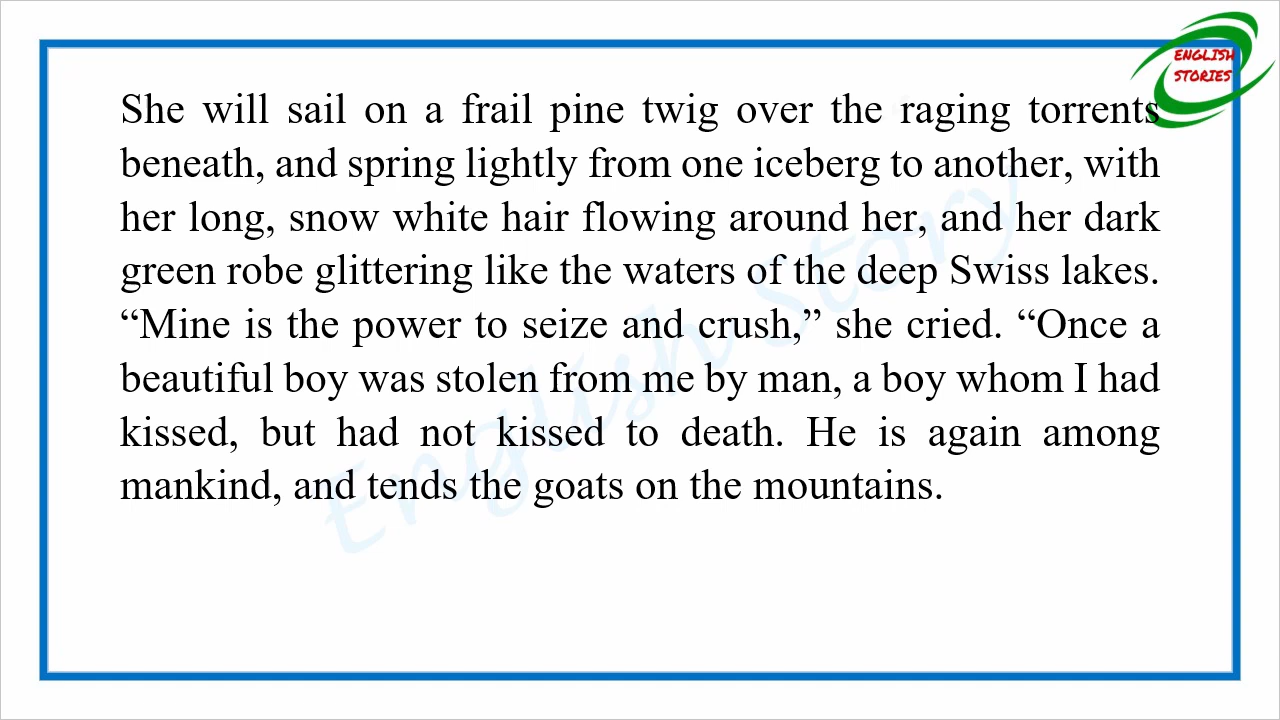 ENGLISH
STORIES
She will sail on a frail pine twig over the raging torrents
beneath, and spring lightly from one iceberg to another, with
her long, snow white hair flowing around her, and her dark
green robe glittering like the waters of the deep Swiss lakes.
“Mine is the power to seize and crush,” she cried. “Once a
beautiful boy was stolen from me by man, a boy whom I had
kissed, but had not kissed to death. He is again among
mankind, and tends the goats on the mountains.
English Story